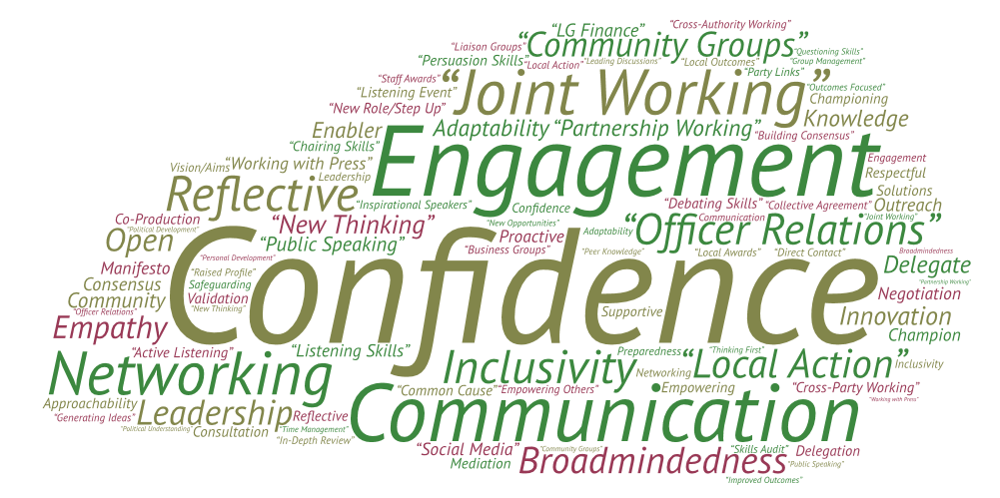 "LG Finance"
"Cross-Authority Working"
"Liaison Groups"
"Community Groups"
"Questioning Skills"
"Persuasion Skills"
"Local Action"
"Leading Discussions"
"Local Outcomes"
"Group Management"
"Staff Awards"
"Joint Working"
"Party Links"
"Listening Event"
"Outcomes Focused"
"New Role/Step Up"
Championing
Enabler
Adaptability
"Partnership Working"
Knowledge
"Building Consensus"
"Chairing Skills"
Engagement
Engagement
Vision/Aims
"Working with Press"
Leadership
Respectful
Reflective
Solutions
"Inspirational Speakers"
Confidence
"Debating Skills"
"Collective Agreement"
Outreach
Co-Production
"New Thinking"
"New Opportunities"
Communication
"Joint Working"
"Political Development"
Open
"Public Speaking"
Proactive
Adaptability
"Officer Relations"
"Business Groups"
"Peer Knowledge"
"Local Awards"
"Direct Contact"
Broadmindedness
"Personal Development"
Confidence
Delegate
Manifesto
"Raised Profile"
"Partnership Working"
Consensus
Safeguarding
Negotiation
Community
Validation
"New Thinking"
"Officer Relations"
Supportive
Innovation
Empathy
Champion
"Active Listening"
"Listening Skills"
Inclusivity
Preparedness
"Thinking First"
"Local Action"
Inclusivity
Networking
Networking
"Common Cause"
"Empowering Others"
Empowering
"Cross-Party Working"
"Working with Press"
Approachability
Leadership
Reflective
Communication
"Generating Ideas"
"Political Understanding"
Consultation
"Time Management"
"In-Depth Review"
"Social Media"
"Community Groups"
"Skills Audit"
Delegation
Mediation
Broadmindedness
"Public Speaking"
"Improved Outcomes"